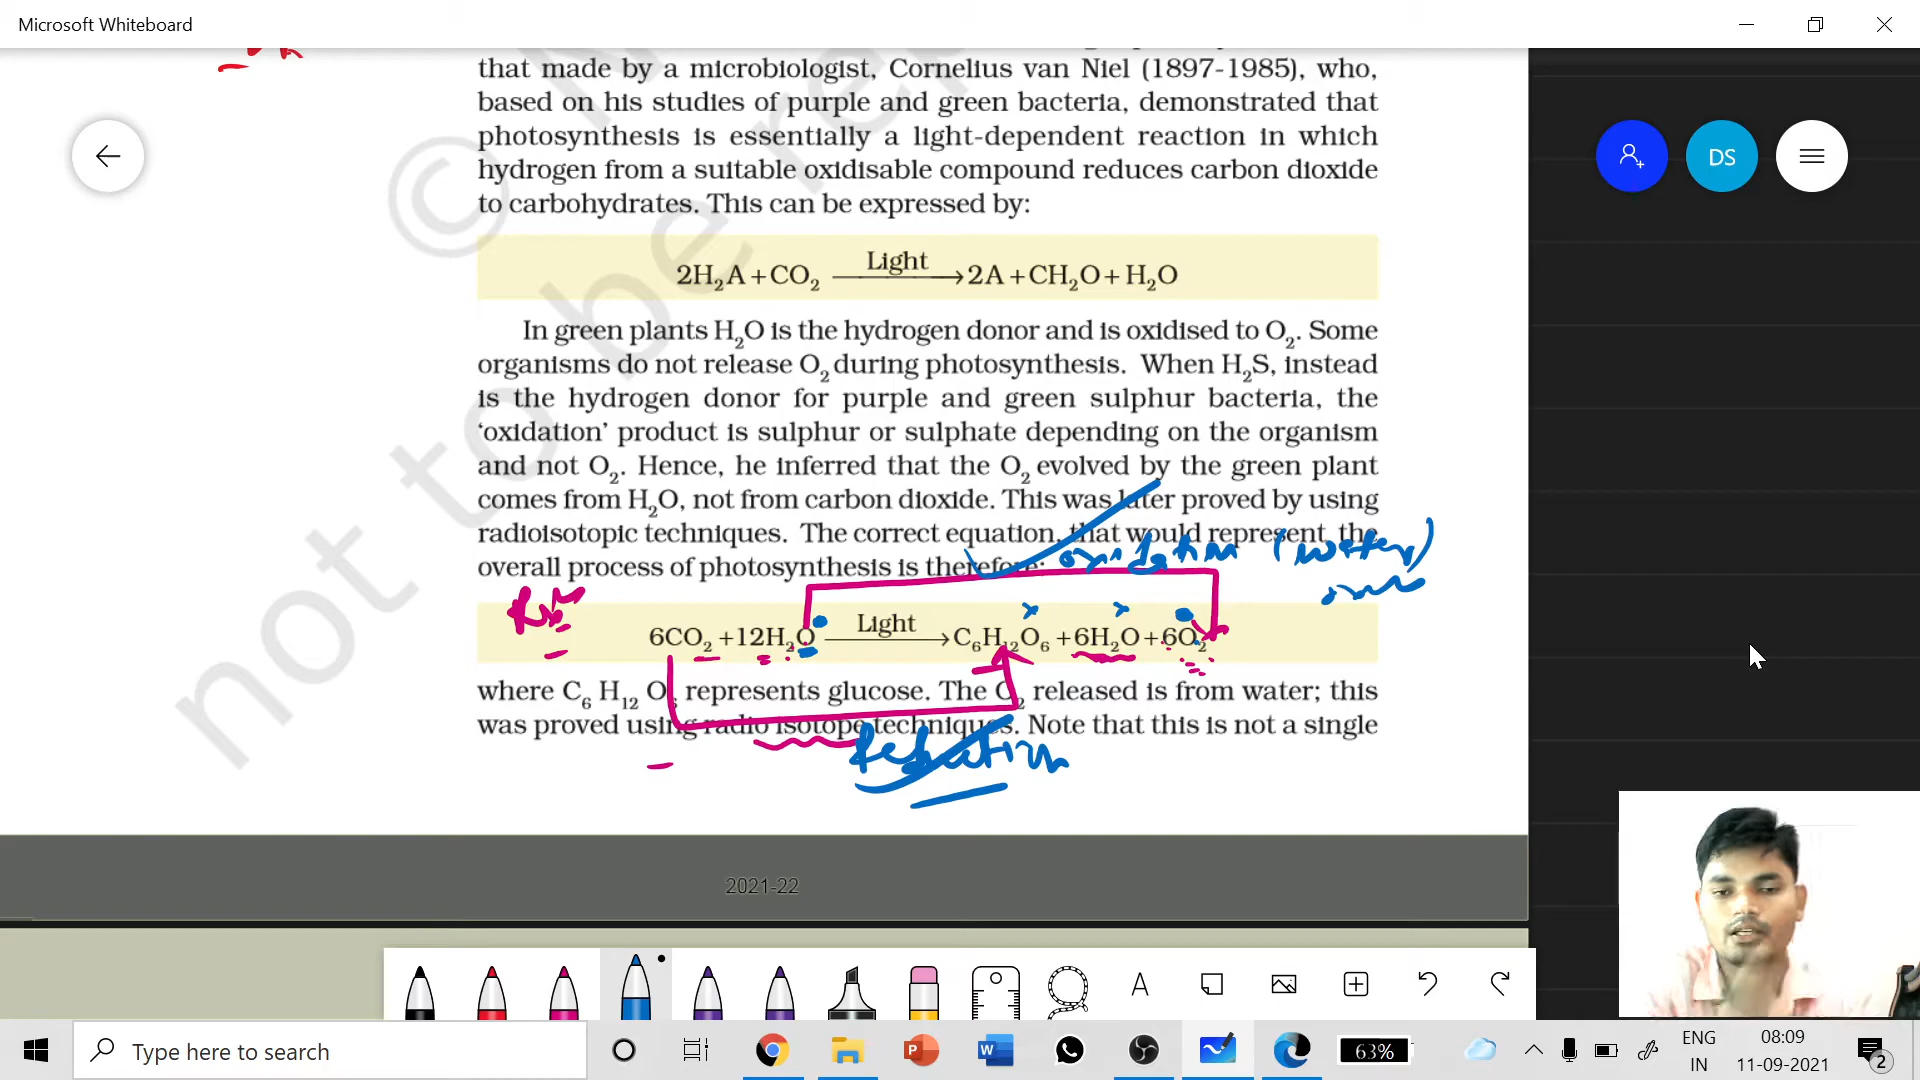 Microsoft Whiteboard
that made by a microbiologist, Cornelius van Niel (1897-1985), who,
based on his studies of purple and green bacteria, demonstrated that
photosynthesis is essentially a light-dependent reaction in which
hydrogen from a suitable oxidisable compound reduces carbon dioxide
to carbohydrates. This can be expressed by:
2H₂A + CO₂ Light → 2A + CH₂O + H₂O
In green plants H₂O is the hydrogen donor and is oxidised to O₂. Some
organisms do not release O₂ during photosynthesis. When H₂S, instead
is the hydrogen donor for purple and green sulphur bacteria, the
‘oxidation’ product is sulphur or sulphate depending on the organism
and not O₂. Hence, he inferred that the O₂ evolved by the green plant
comes from H₂O, not from carbon dioxide. This was later proved by using
radioisotopic techniques. The correct equation, that would represent the
overall process of photosynthesis is therefore:
oxidation (water)
6CO₂ + 12H₂O Light → C₆H₁₂O₆ + 6H₂O + 6O₂
where C₆ H₁₂ O₆ represents glucose. The O₂ released is from water; this
was proved using radio isotope techniques. Note that this is not a single
2021-22
not to be
©
DS
A
Type here to search
63%
ENG
IN
08:09
11-09-2021
2